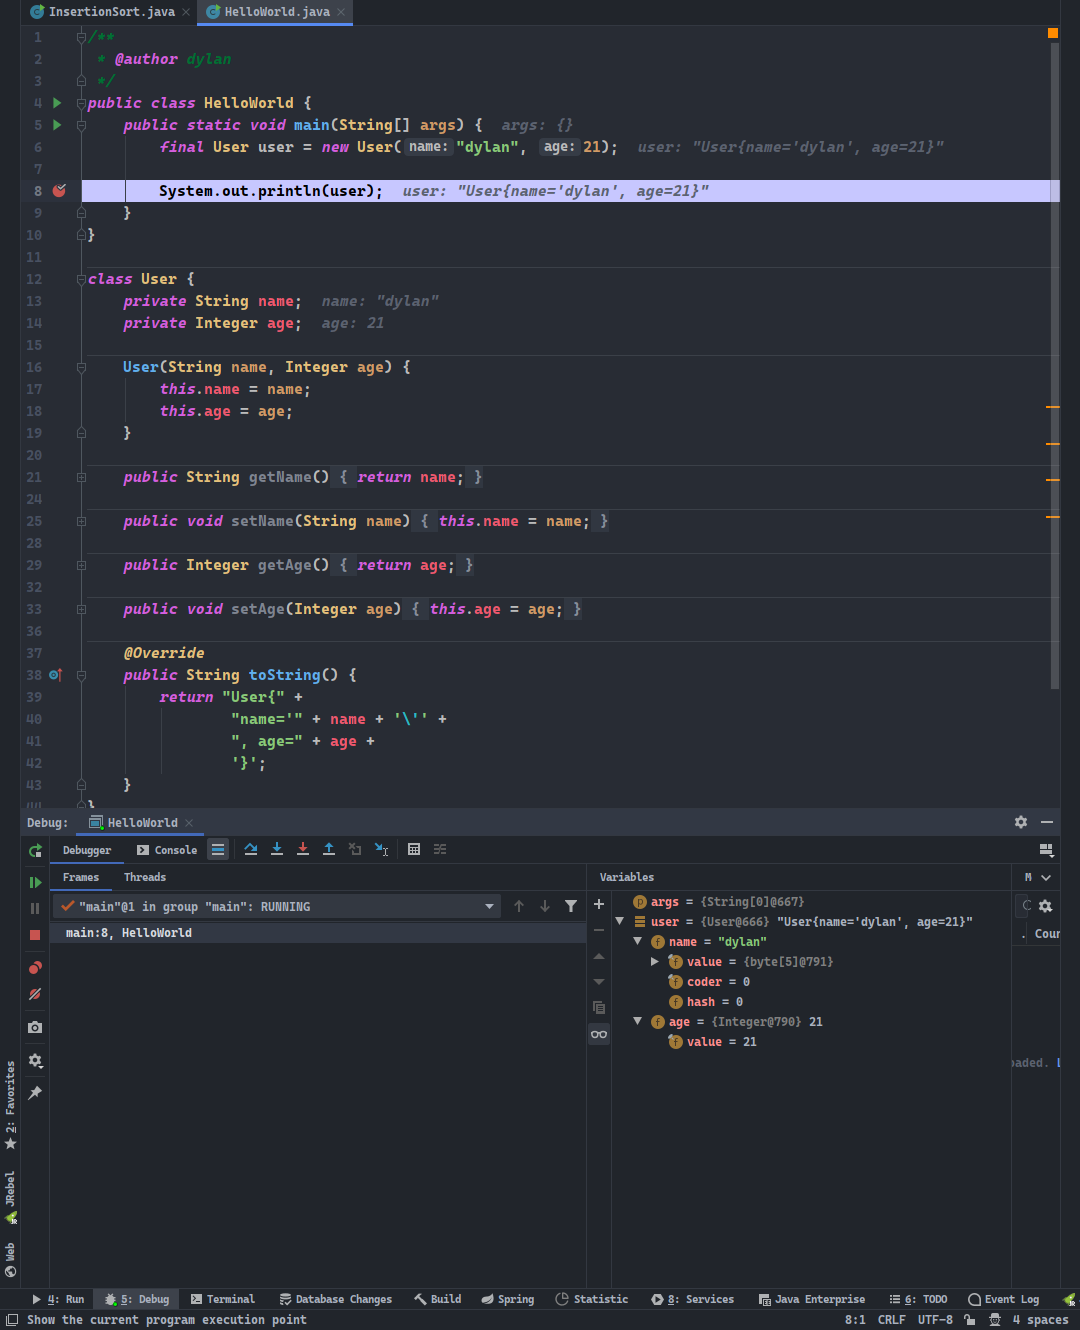 InsertionSort.java HelloWorld.java
1 /**
2 * @author dylan
3 */
4 public class HelloWorld {
5 public static void main(String[] args) { args: {}
6 final User user = new User( name: "dylan", age: 21); user: "User{name='dylan', age=21}"
7
8 System.out.println(user); user: "User{name='dylan', age=21}"
9 }
10 }
11
12 class User {
13 private String name; name: "dylan"
14 private Integer age; age: 21
15
16 User(String name, Integer age) {
17 this.name = name;
18 this.age = age;
19 }
20
21 public String getName() { return name; }
24
25 public void setName(String name) { this.name = name; }
28
29 public Integer getAge() { return age; }
32
33 public void setAge(Integer age) { this.age = age; }
36
37 @Override
38 public String toString() {
39 return "User{" +
40 "name='" + name + '\'' +
41 ", age=" + age +
42 '}';
43 }
44 }
Debug: HelloWorld
Debugger Console
Frames Threads
"main"@1 in group "main": RUNNING
main:8, HelloWorld
Variables
args = {String[0]@667}
user = {User@666} "User{name='dylan', age=21}"
name = "dylan"
value = {byte[5]@791}
coder = 0
hash = 0
age = {Integer@790} 21
value = 21
M
. Cour
oaded. L
2: Favorites
JRebel
Web
4: Run 5: Debug Terminal Database Changes Build Spring Statistic 8: Services Java Enterprise 6: TODO Event Log
Show the current program execution point 8:1 CRLF UTF-8 4 spaces